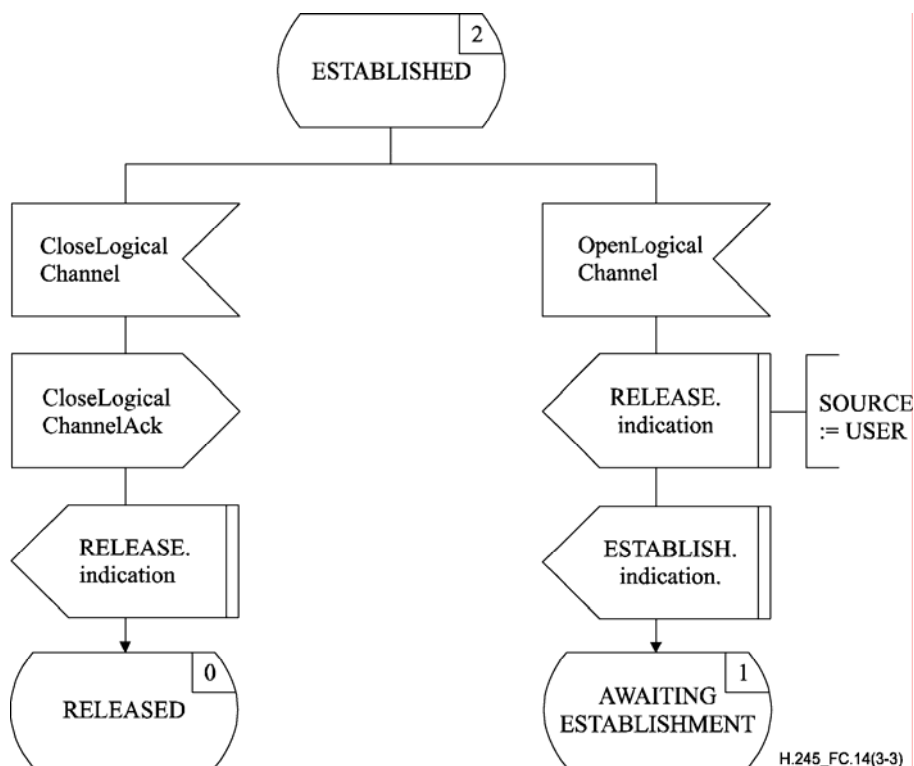 2
ESTABLISHED
CloseLogical
Channel
OpenLogical
Channel
CloseLogical
ChannelAck
RELEASE.
indication
SOURCE
:= USER
RELEASE.
indication
ESTABLISH.
indication.
0
RELEASED
1
AWAITING
ESTABLISHMENT
H.245_FC.14(3-3)